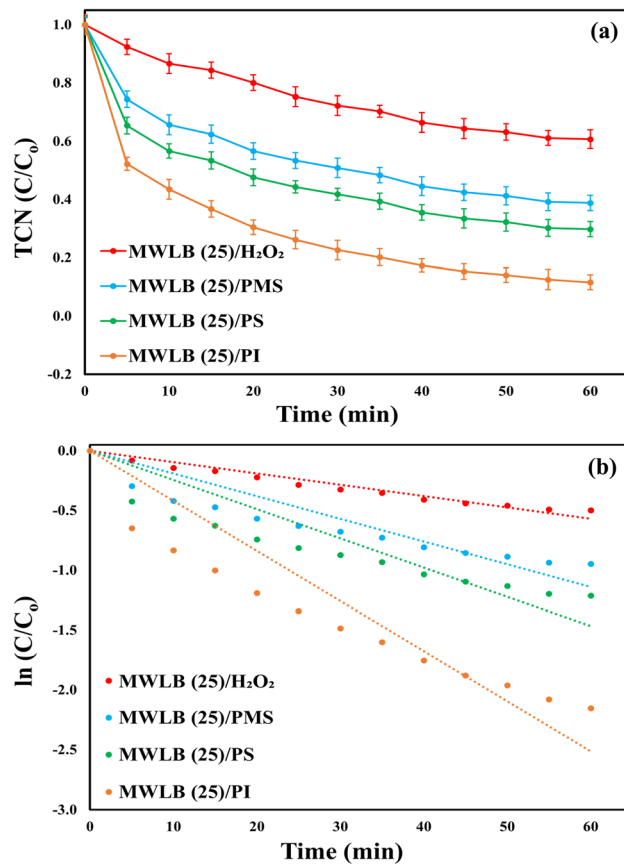 (a)
TCN (C/C₀)
1.0
0.8
0.6
0.4
0.2
0.0
-0.2
MWLB (25)/H₂O₂
MWLB (25)/PMS
MWLB (25)/PS
MWLB (25)/PI
0 10 20 30 40 50 60
Time (min)
(b)
ln (C/C₀)
0.0
-0.5
-1.0
-1.5
-2.0
-2.5
-3.0
MWLB (25)/H₂O₂
MWLB (25)/PMS
MWLB (25)/PS
MWLB (25)/PI
0 10 20 30 40 50 60
Time (min)